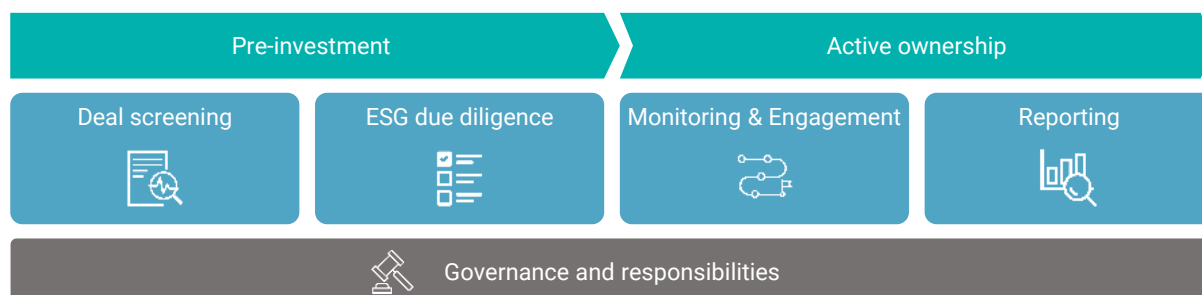 Pre-investment
Active ownership
Deal screening
ESG due diligence
Monitoring & Engagement
Reporting
Governance and responsibilities